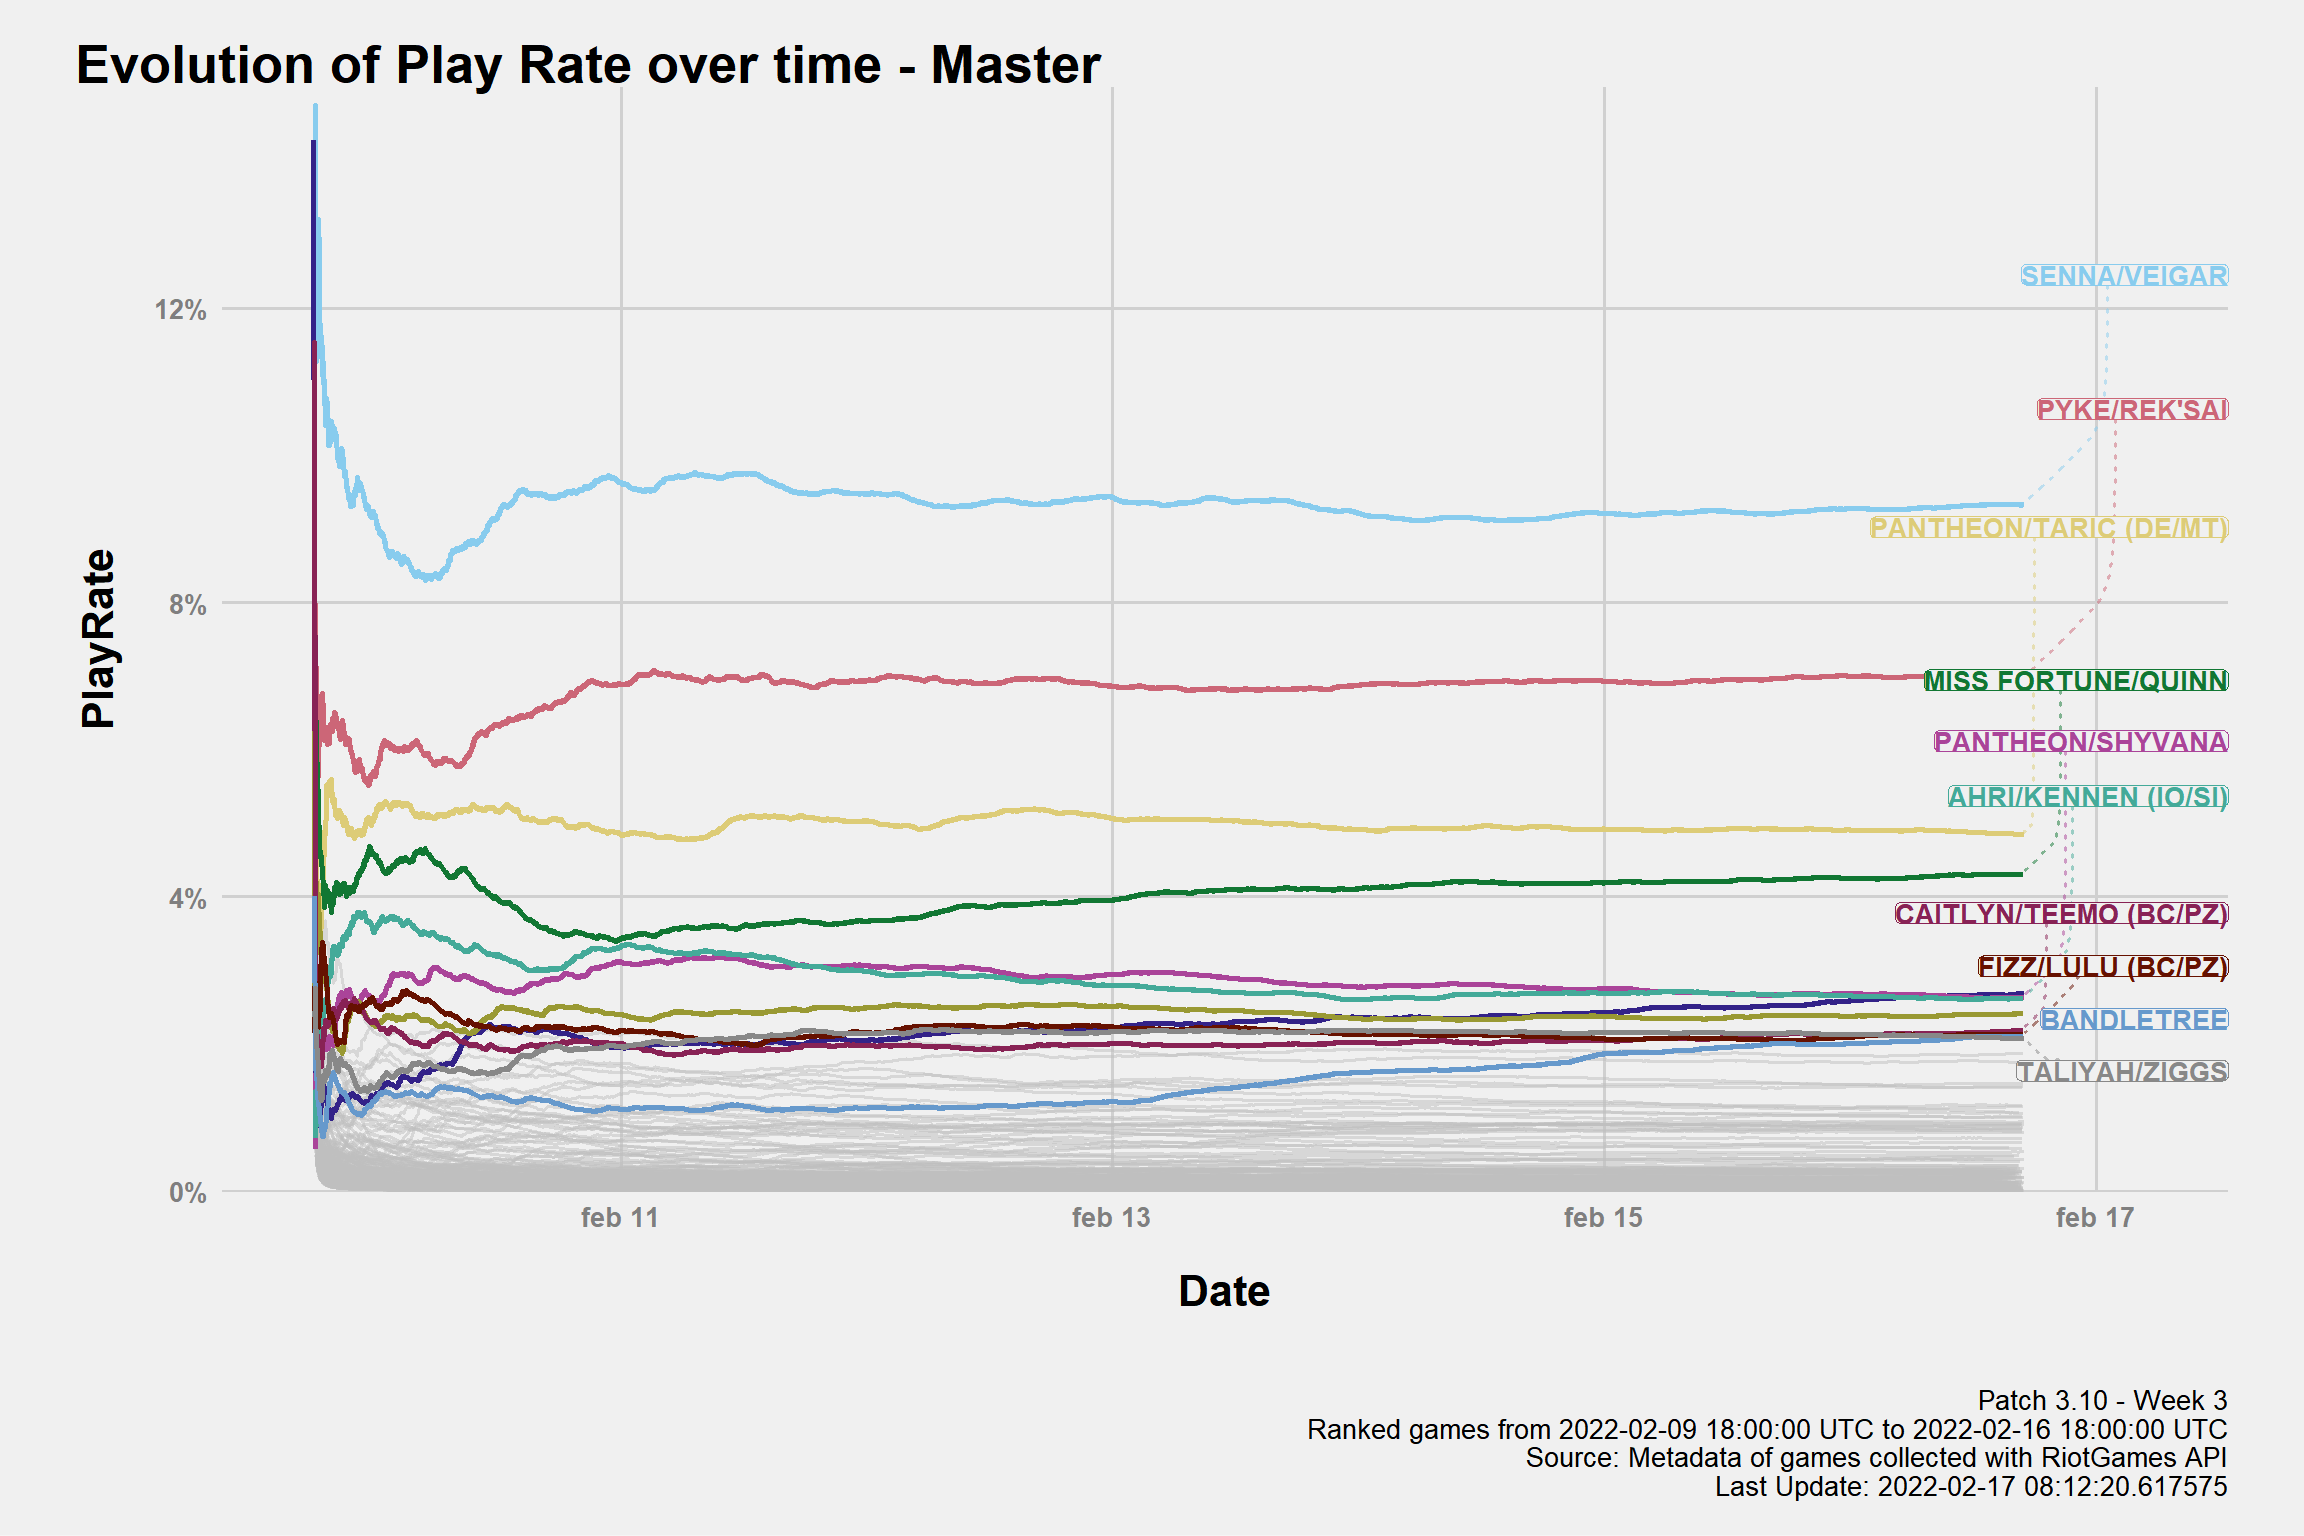 Evolution of Play Rate over time - Master
PlayRate
12%
8%
4%
0%
SENNA/VEIGAR
PYKE/REK'SAI
PANTHEON/TARIC (DE/MT)
MISS FORTUNE/QUINN
PANTHEON/SHYVANA
AHRI/KENNEN (IO/SI)
CAITLYN/TEEMO (BC/PZ)
FIZZ/LULU (BC/PZ)
BANDLETREE
TALIYAH/ZIGGS
feb 11
feb 13
feb 15
feb 17
Date
Patch 3.10 - Week 3
Ranked games from 2022-02-09 18:00:00 UTC to 2022-02-16 18:00:00 UTC
Source: Metadata of games collected with RiotGames API
Last Update: 2022-02-17 08:12:20.617575